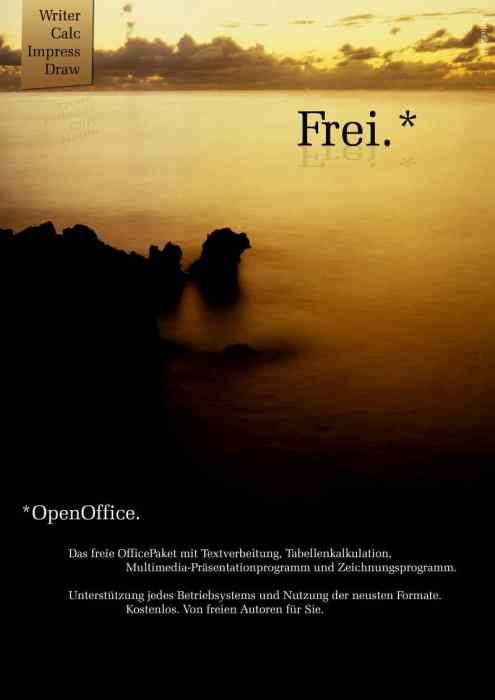 Writer
Calc
Impress
Draw
Frei.*
*OpenOffice.
Das freie OfficePaket mit Textverbeitung, Tabellenkalkulation,
Multimedia-Präsentationprogramm und Zeichnungsprogramm.
Unterstützung jedes Betriebsystems und Nutzung der neusten Formate.
Kostenlos. Von freien Autoren für Sie.